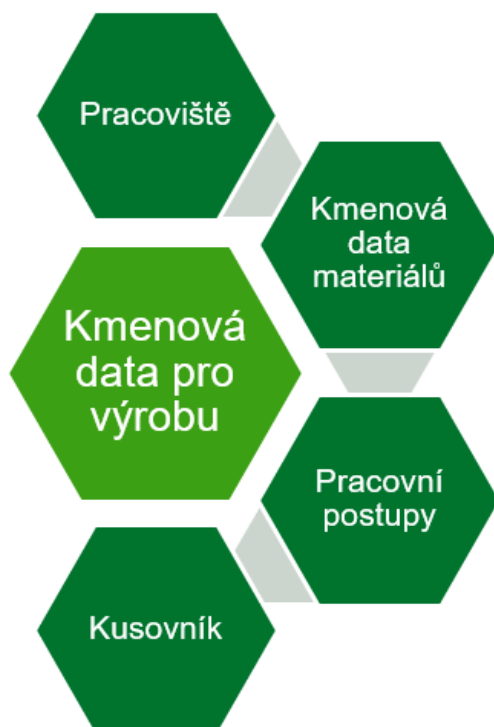 Pracoviště
Kmenová
data
materiálů
Kmenová
data pro
výrobu
Pracovní
postupy
Kusovník